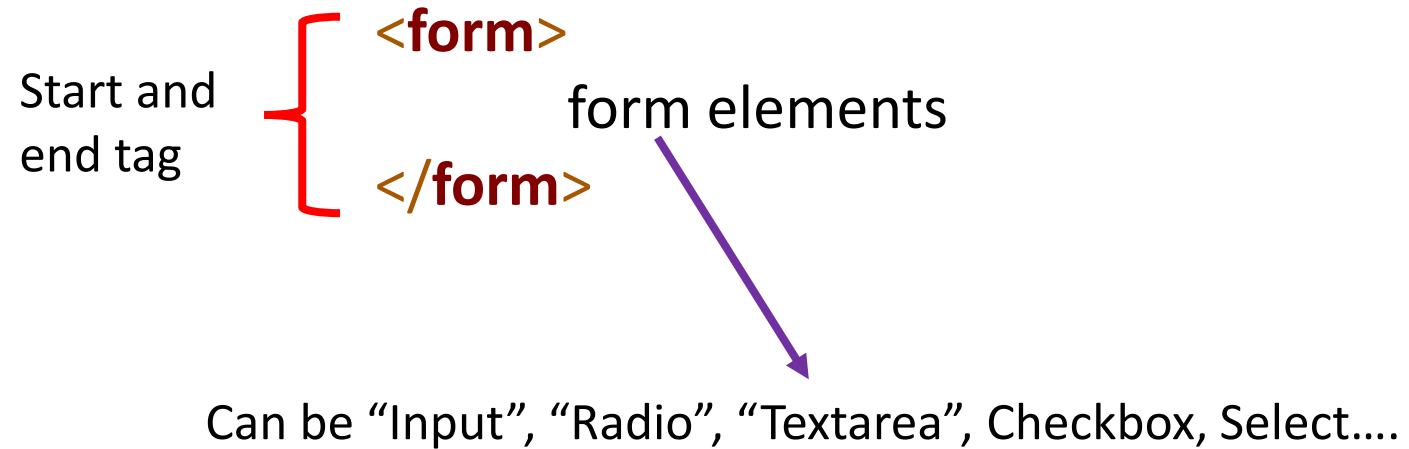 <form>
Start and
end tag
form elements
</form>
Can be “Input”, “Radio”, “Textarea”, Checkbox, Select....